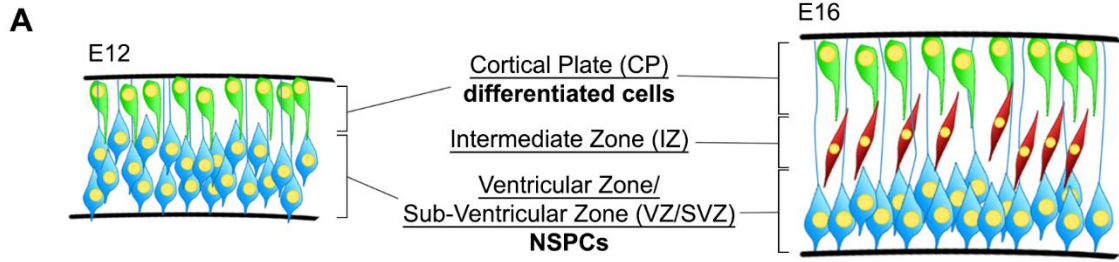 A
E12
E16
Cortical Plate (CP)
differentiated cells
Intermediate Zone (IZ)
Ventricular Zone/
Sub-Ventricular Zone (VZ/SVZ)
NSPCs